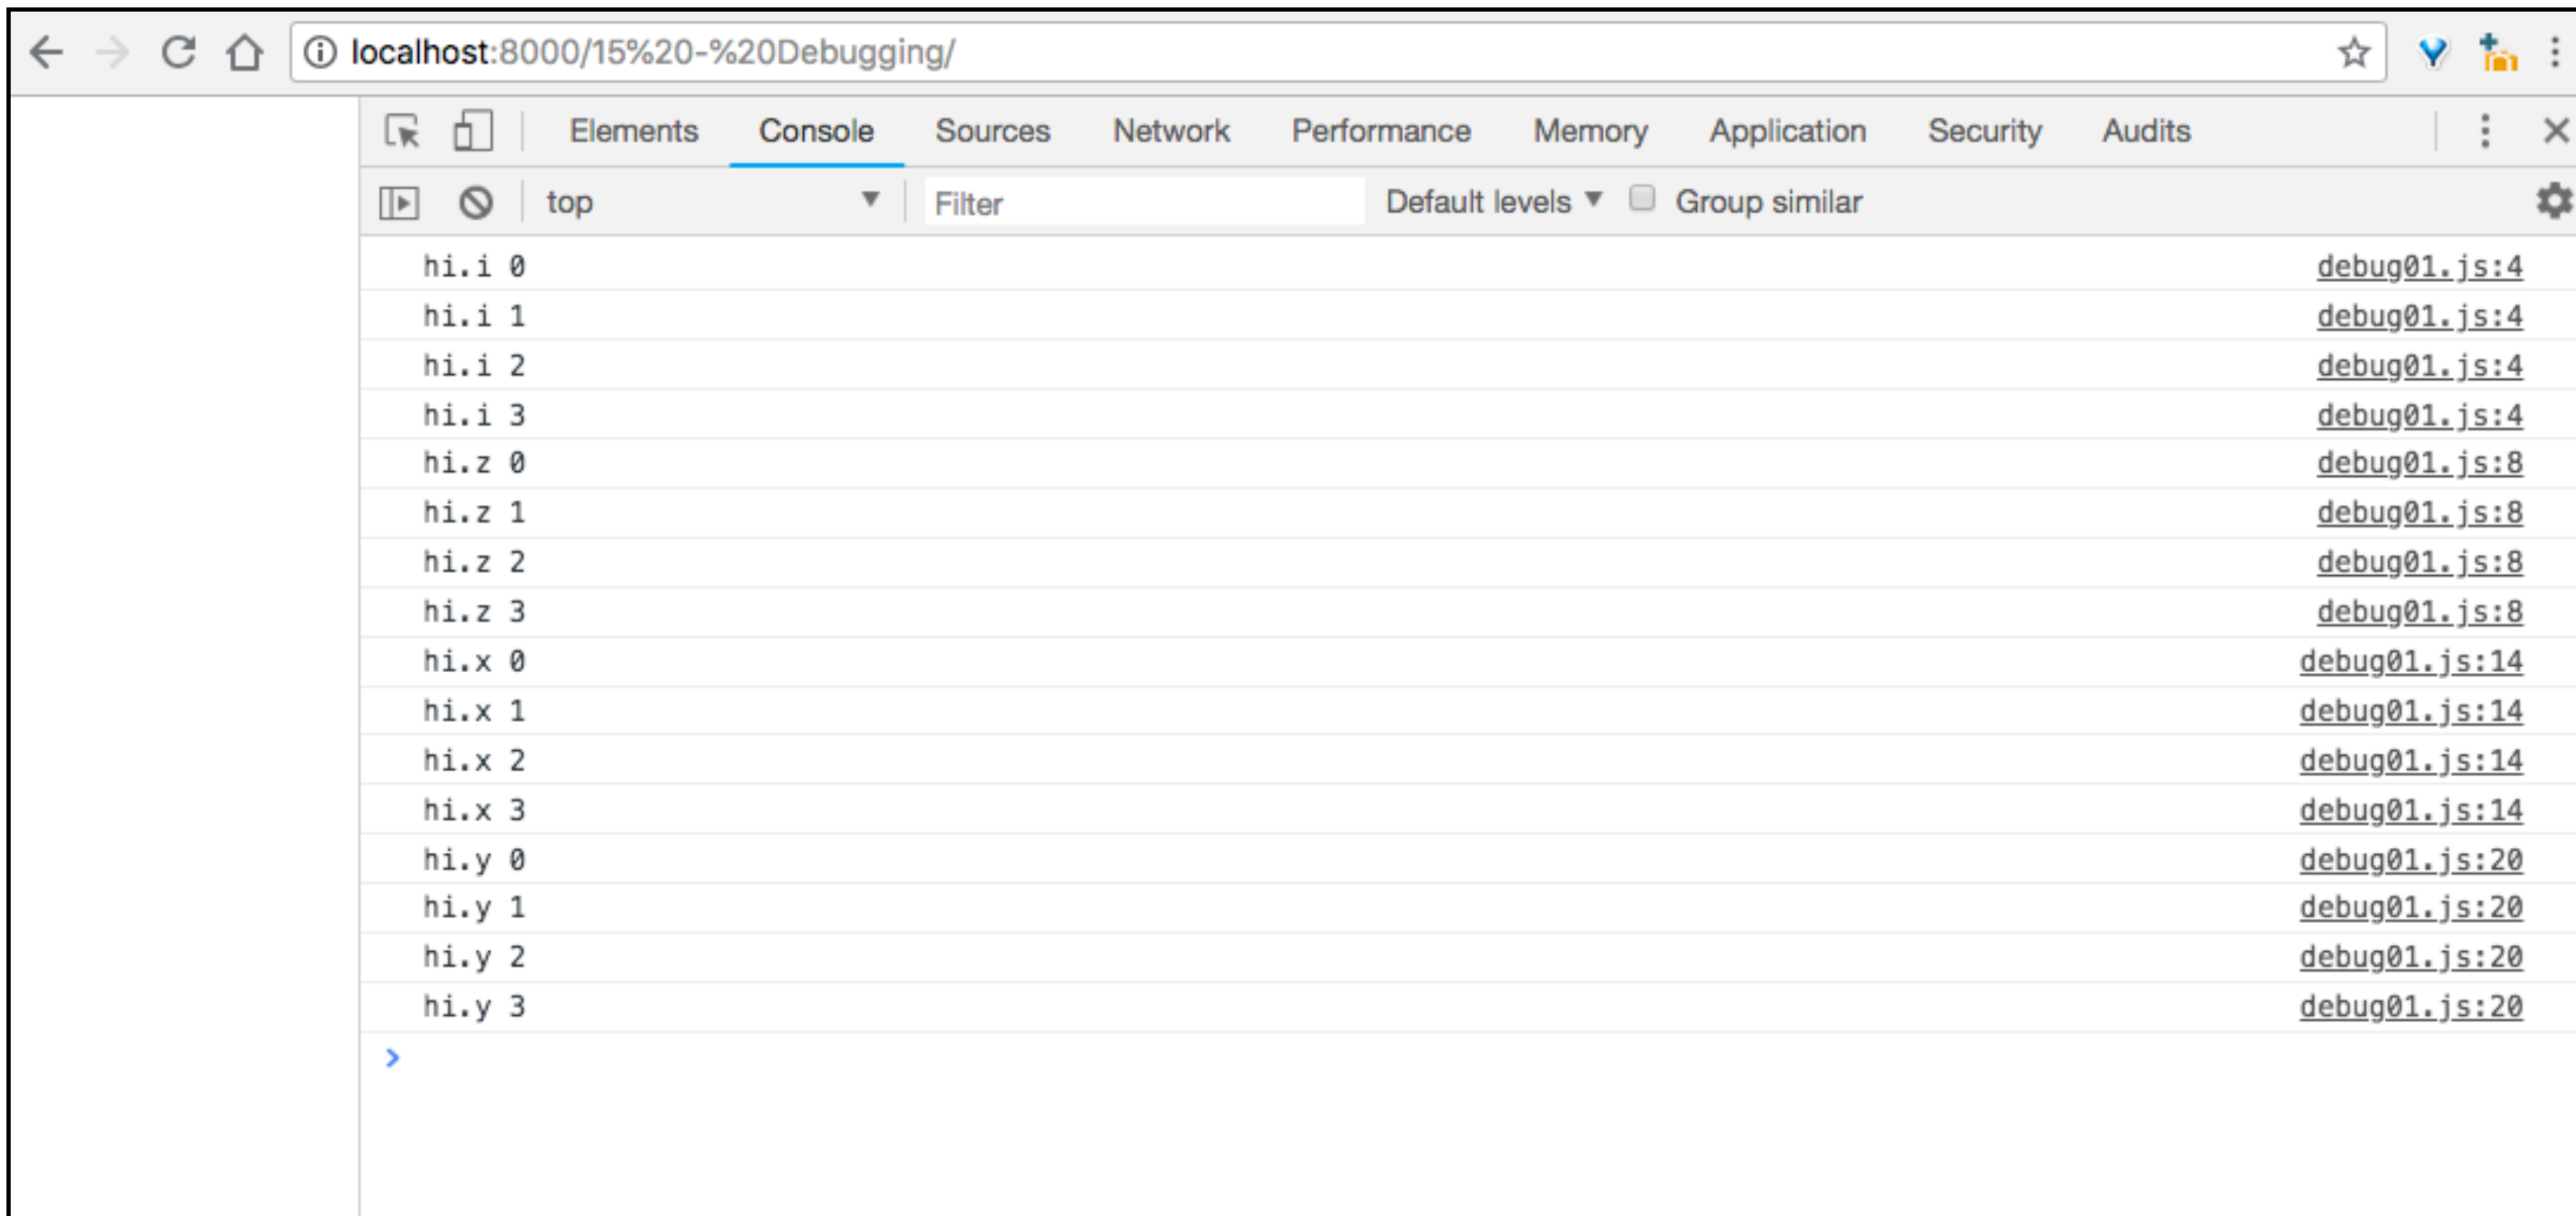 localhost:8000/15%20-%20Debugging/
Elements Console Sources Network Performance Memory Application Security Audits
top Filter Default levels Group similar
hi.i 0 debug01.js:4
hi.i 1 debug01.js:4
hi.i 2 debug01.js:4
hi.i 3 debug01.js:4
hi.z 0 debug01.js:8
hi.z 1 debug01.js:8
hi.z 2 debug01.js:8
hi.z 3 debug01.js:8
hi.x 0 debug01.js:14
hi.x 1 debug01.js:14
hi.x 2 debug01.js:14
hi.x 3 debug01.js:14
hi.y 0 debug01.js:20
hi.y 1 debug01.js:20
hi.y 2 debug01.js:20
hi.y 3 debug01.js:20